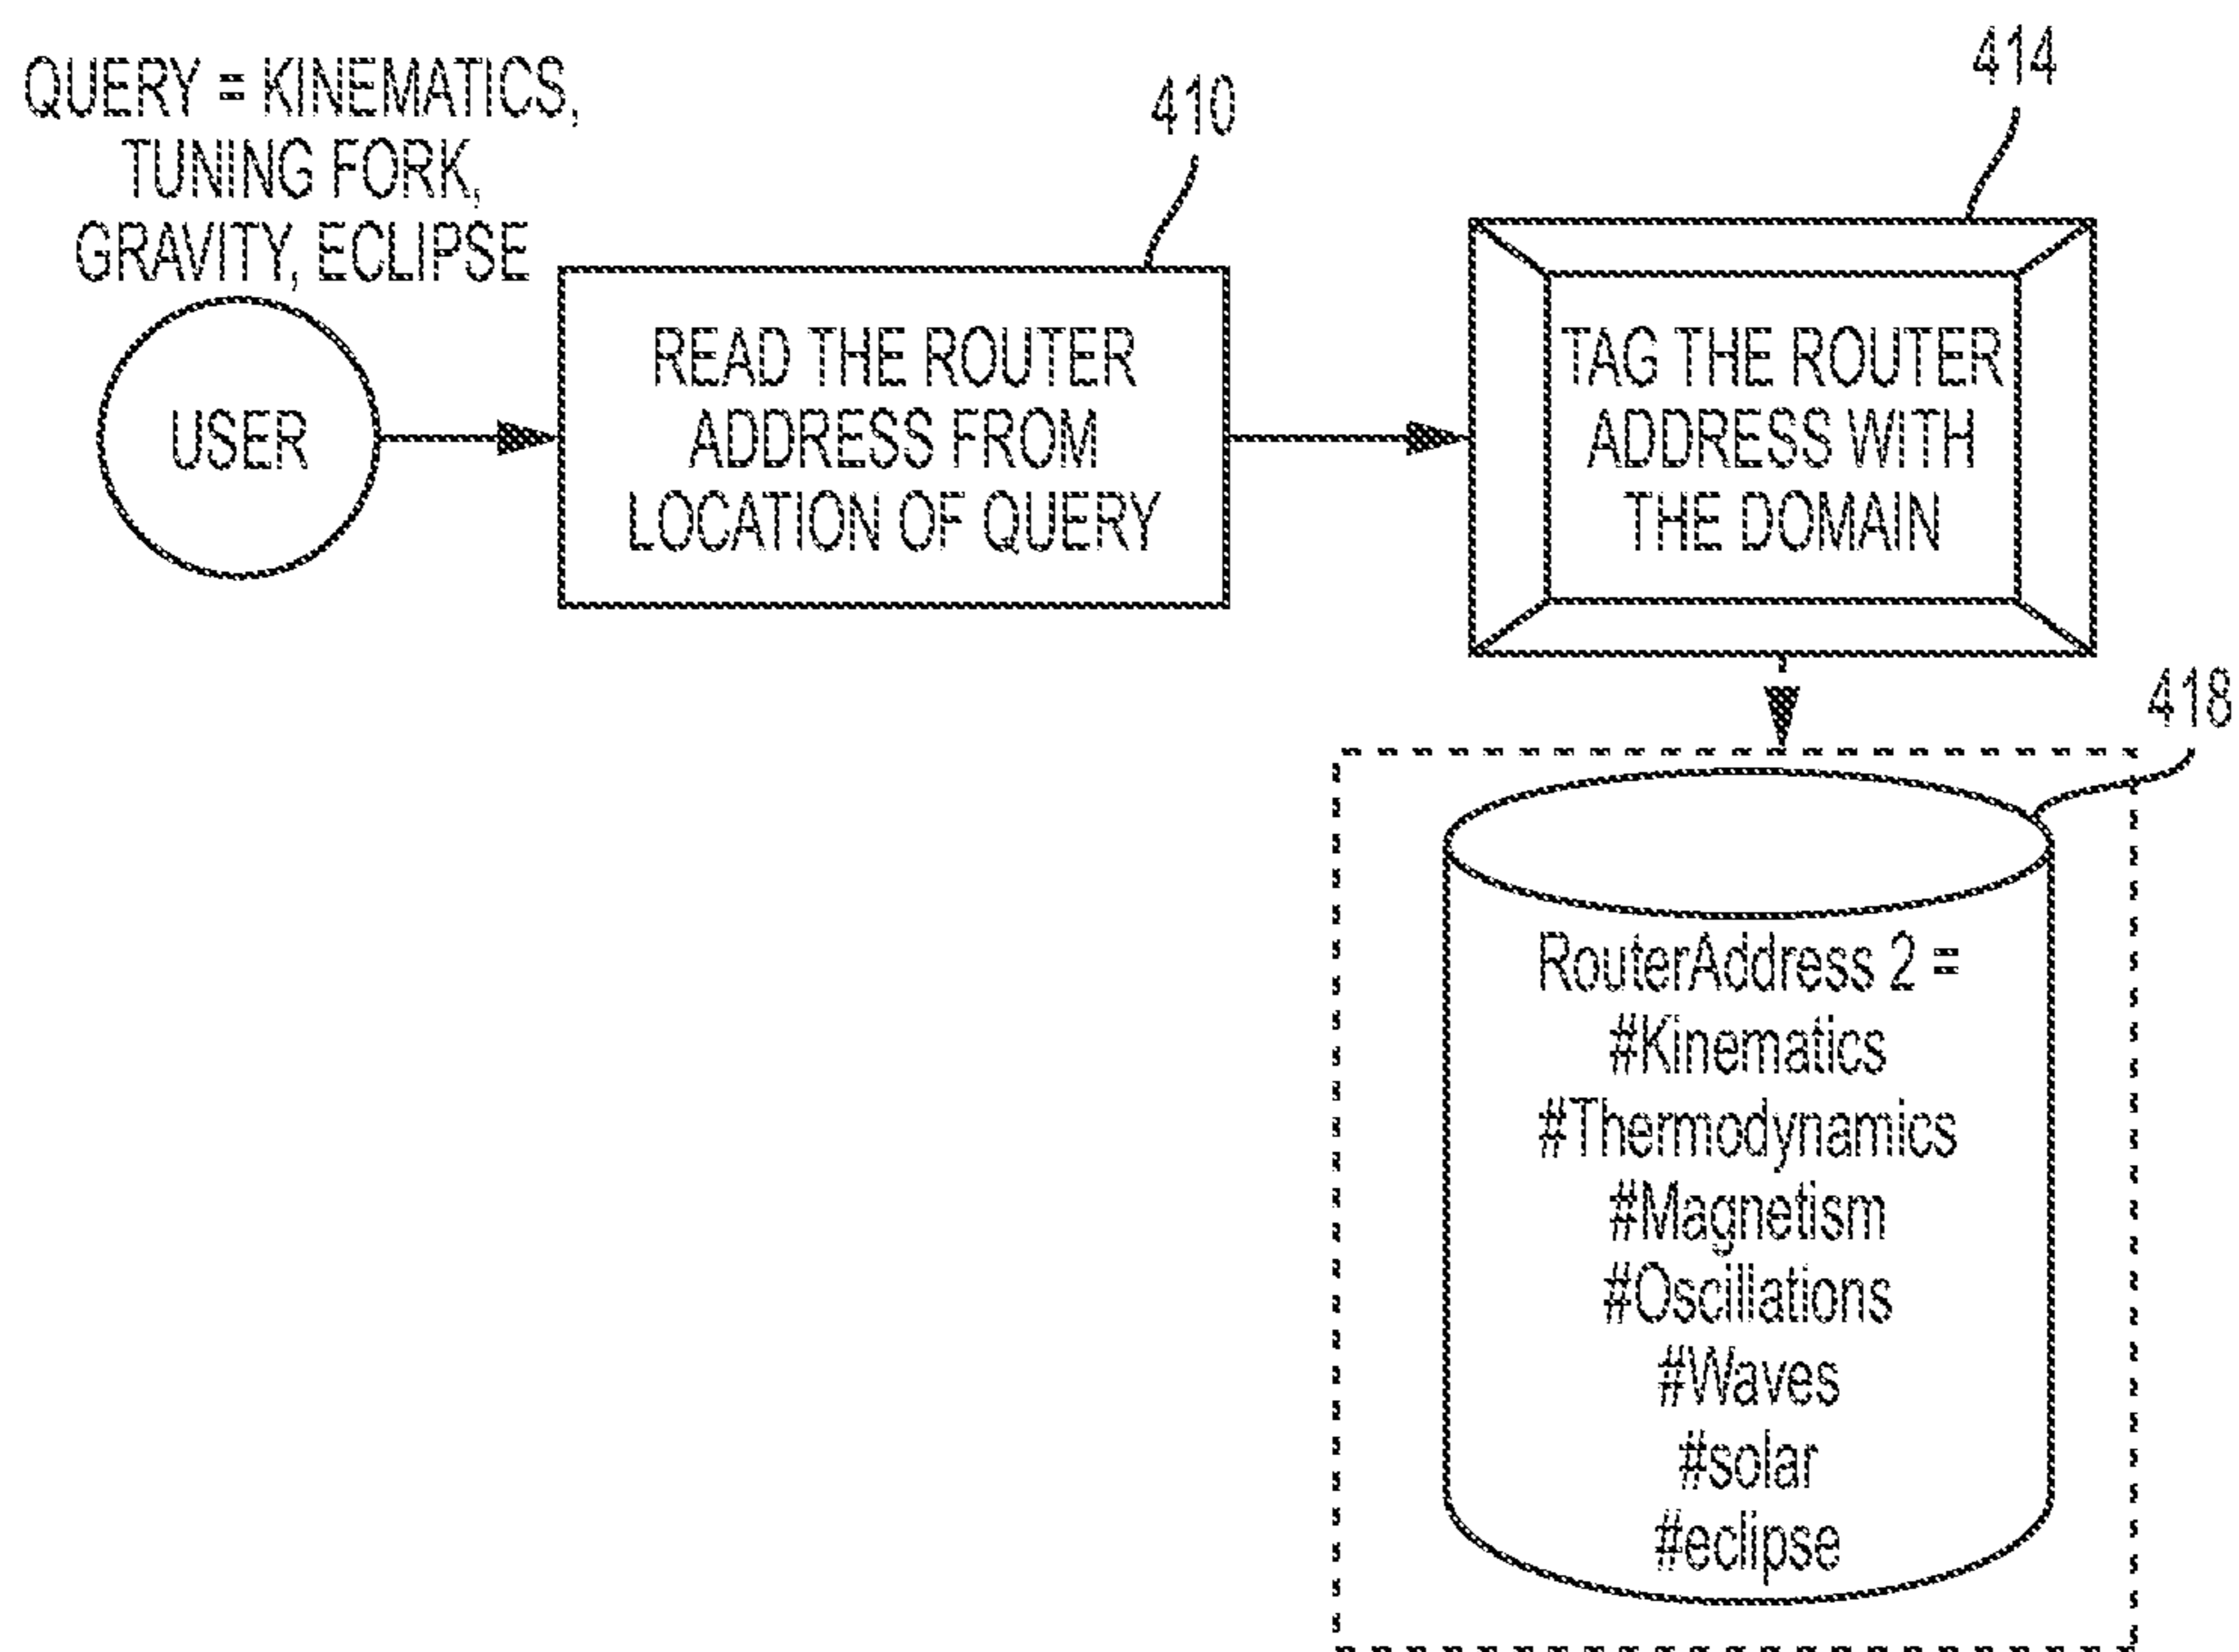 QUERY = KINEMATICS,
TUNING FORK,
GRAVITY, ECLIPSE
USER
410
READ THE ROUTER
ADDRESS FROM
LOCATION OF QUERY
414
TAG THE ROUTER
ADDRESS WITH
THE DOMAIN
418
RouterAddress 2 =
#Kinematics
#Thermodynamics
#Magnetism
#Oscillations
#Waves
#solar
#eclipse